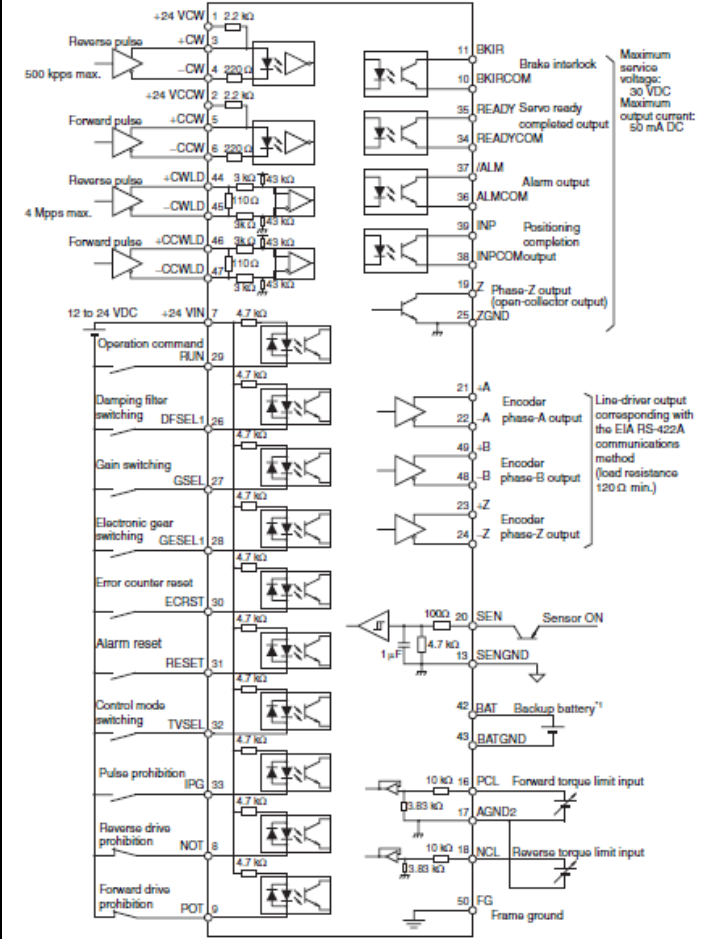 +24 VCW 1 2.2 kΩ
Reverse pulse +CW 3
500 kpps max. −CW 4 220 Ω
+24 VCCW 2 2.2 kΩ
Forward pulse +CCW 5
−CCW 6 220 Ω
Reverse pulse +CWLD 44 3 kΩ 43 kΩ
110 Ω
4 Mpps max. −CWLD 45 3kΩ 43 kΩ
Forward pulse +CCWLD 46 3kΩ 43 kΩ
110 Ω
−CCWLD 47 3 kΩ 43 kΩ
12 to 24 VDC +24 VIN 7 4.7 kΩ
Operation command
RUN 29
4.7 kΩ
Damping filter
switching DFSEL1 26
4.7 kΩ
Gain switching
GSEL 27
4.7 kΩ
Electronic gear
switching GESEL1 28
4.7 kΩ
Error counter reset
ECRST 30
4.7 kΩ
Alarm reset
RESET 31
4.7 kΩ
Control mode
switching TVSEL 32
4.7 kΩ
Pulse prohibition
IPG 33
4.7 kΩ
Reverse drive
prohibition NOT 8
4.7 kΩ
Forward drive
prohibition POT 9
11 BKIR
Brake interlock
10 BKIRCOM
35 READY Servo ready
completed output
34 READYCOM
37 /ALM
Alarm output
36 ALMCOM
39 INP Positioning
completion
38 INPCOM output
19 Z Phase-Z output
(open-collector output)
25 ZGND
Maximum
service
voltage:
30 VDC
Maximum
output current:
50 mA DC
21 +A Encoder
22 −A phase-A output
49 +B Encoder
48 −B phase-B output
23 +Z Encoder
24 −Z phase-Z output
Line-driver output
corresponding with
the EIA RS-422A
communications
method
(load resistance
120 Ω min.)
100Ω 20 SEN Sensor ON
4.7 kΩ
1 µF 13 SENGND
42 BAT Backup battery*1
43 BATGND
10 kΩ 16 PCL Forward torque limit input
3.83 kΩ
17 AGND2
10 kΩ 18 NCL Reverse torque limit input
3.83 kΩ
50 FG
Frame ground